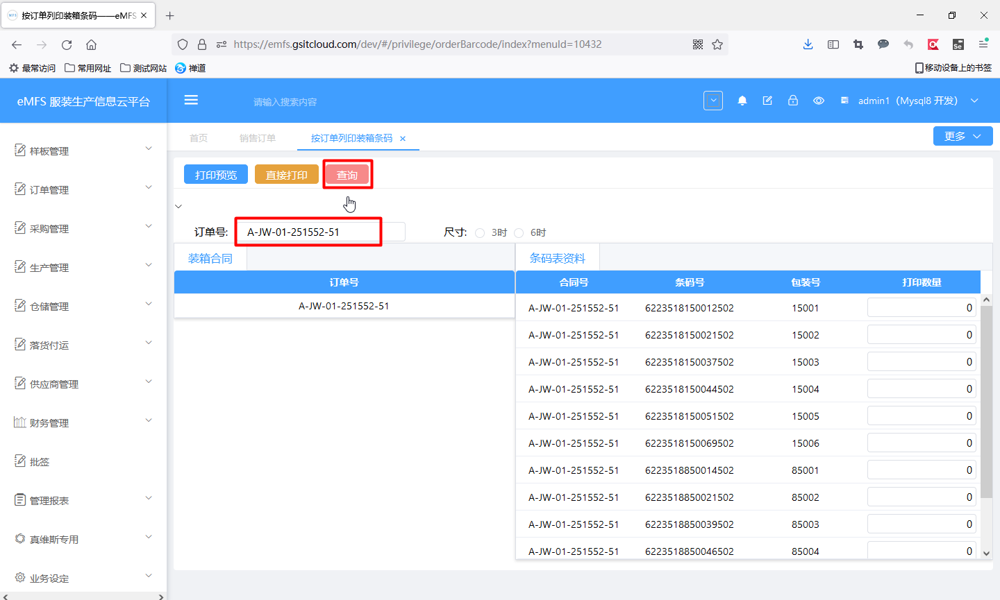 按订单列印装箱条码——eMFS
https://emfs.gsitcloud.com/dev/#/privilege/orderBarcode/index?menuId=10432
最常访问 常用网址 测试网站 禅道 移动设备上的书签
eMFS 服装生产信息云平台 请输入搜索内容 admin1（Mysql8 开发）
首页 销售订单 按订单列印装箱条码 更多
样板管理
订单管理
采购管理
生产管理
仓储管理
落货付运
供应商管理
财务管理
批签
管理报表
真维斯专用
业务设定
打印预览 直接打印 查询
订单号: A-JW-01-251552-51 尺寸: 3时 6时
装箱合同 条码表资料
订单号
A-JW-01-251552-51
合同号 条码号 包装号 打印数量
A-JW-01-251552-51 6223518150012502 15001 0
A-JW-01-251552-51 6223518150021502 15002 0
A-JW-01-251552-51 6223518150037502 15003 0
A-JW-01-251552-51 6223518150044502 15004 0
A-JW-01-251552-51 6223518150051502 15005 0
A-JW-01-251552-51 6223518150069502 15006 0
A-JW-01-251552-51 6223518850014502 85001 0
A-JW-01-251552-51 6223518850021502 85002 0
A-JW-01-251552-51 6223518850039502 85003 0
A-JW-01-251552-51 6223518850046502 85004 0